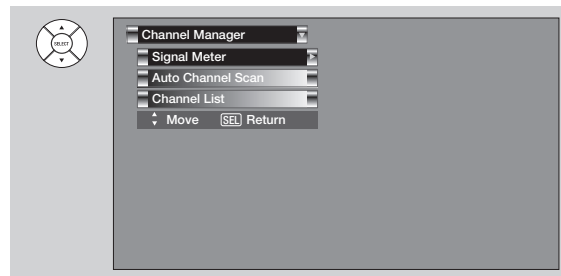 SELECT
Channel Manager
Signal Meter
Auto Channel Scan
Channel List
Move SEL Return